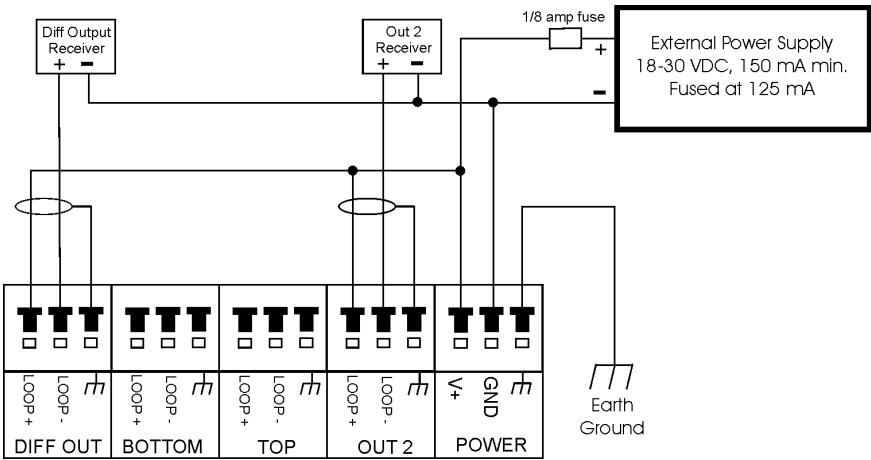 Diff Output
Receiver
+ -
Out 2
Receiver
+ -
1/8 amp fuse
+
-
External Power Supply
18-30 VDC, 150 mA min.
Fused at 125 mA
LOOP +
LOOP -
DIFF OUT
LOOP +
LOOP -
BOTTOM
LOOP +
LOOP -
TOP
LOOP +
LOOP -
OUT 2
V+
GND
POWER
Earth
Ground